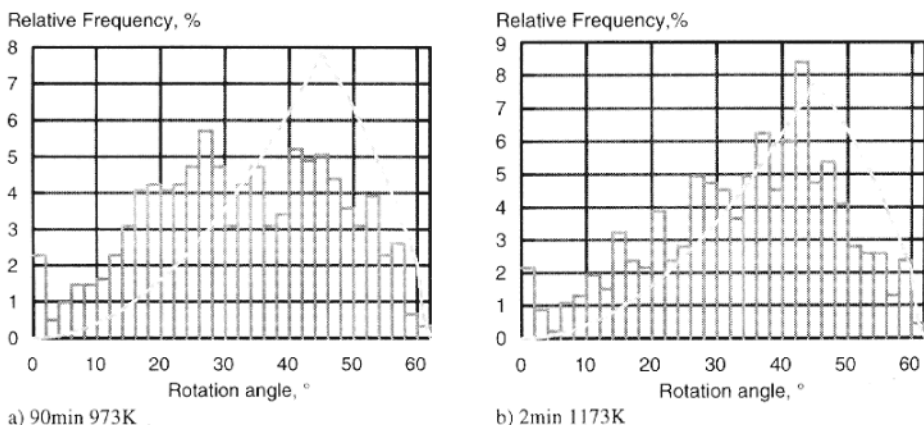 Relative Frequency, %
8
7
6
5
4
3
2
1
0
0 10 20 30 40 50 60
Rotation angle, °
a) 90min 973K
Relative Frequency,%
9
8
7
6
5
4
3
2
1
0
0 10 20 30 40 50 60
Rotation angle, °
b) 2min 1173K